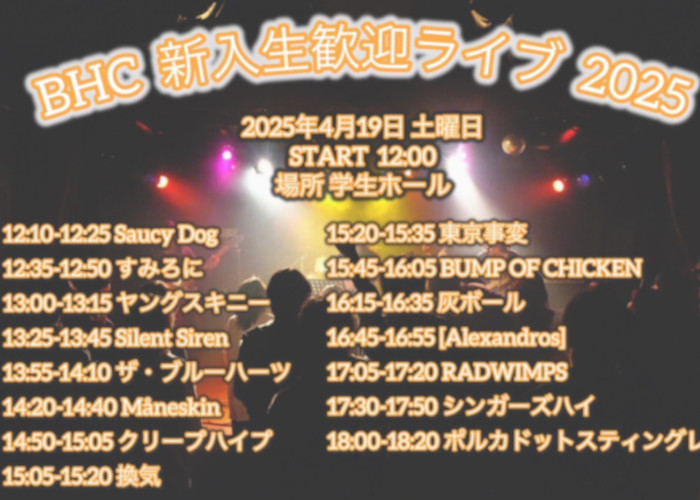 BHC 新入生歓迎ライブ 2025
2025年4月19日 土曜日
START 12:00
場所 学生ホール
12:10-12:25 Saucy Dog
12:35-12:50 すみろに
13:00-13:15 ヤングスキニー
13:25-13:45 Silent Siren
13:55-14:10 ザ・ブルーハーツ
14:20-14:40 Måneskin
14:50-15:05 クリープハイプ
15:05-15:20 換気
15:20-15:35 東京事変
15:45-16:05 BUMP OF CHICKEN
16:15-16:35 灰ボール
16:45-16:55 [Alexandros]
17:05-17:20 RADWIMPS
17:30-17:50 シンガーズハイ
18:00-18:20 ポルカドットスティングレ